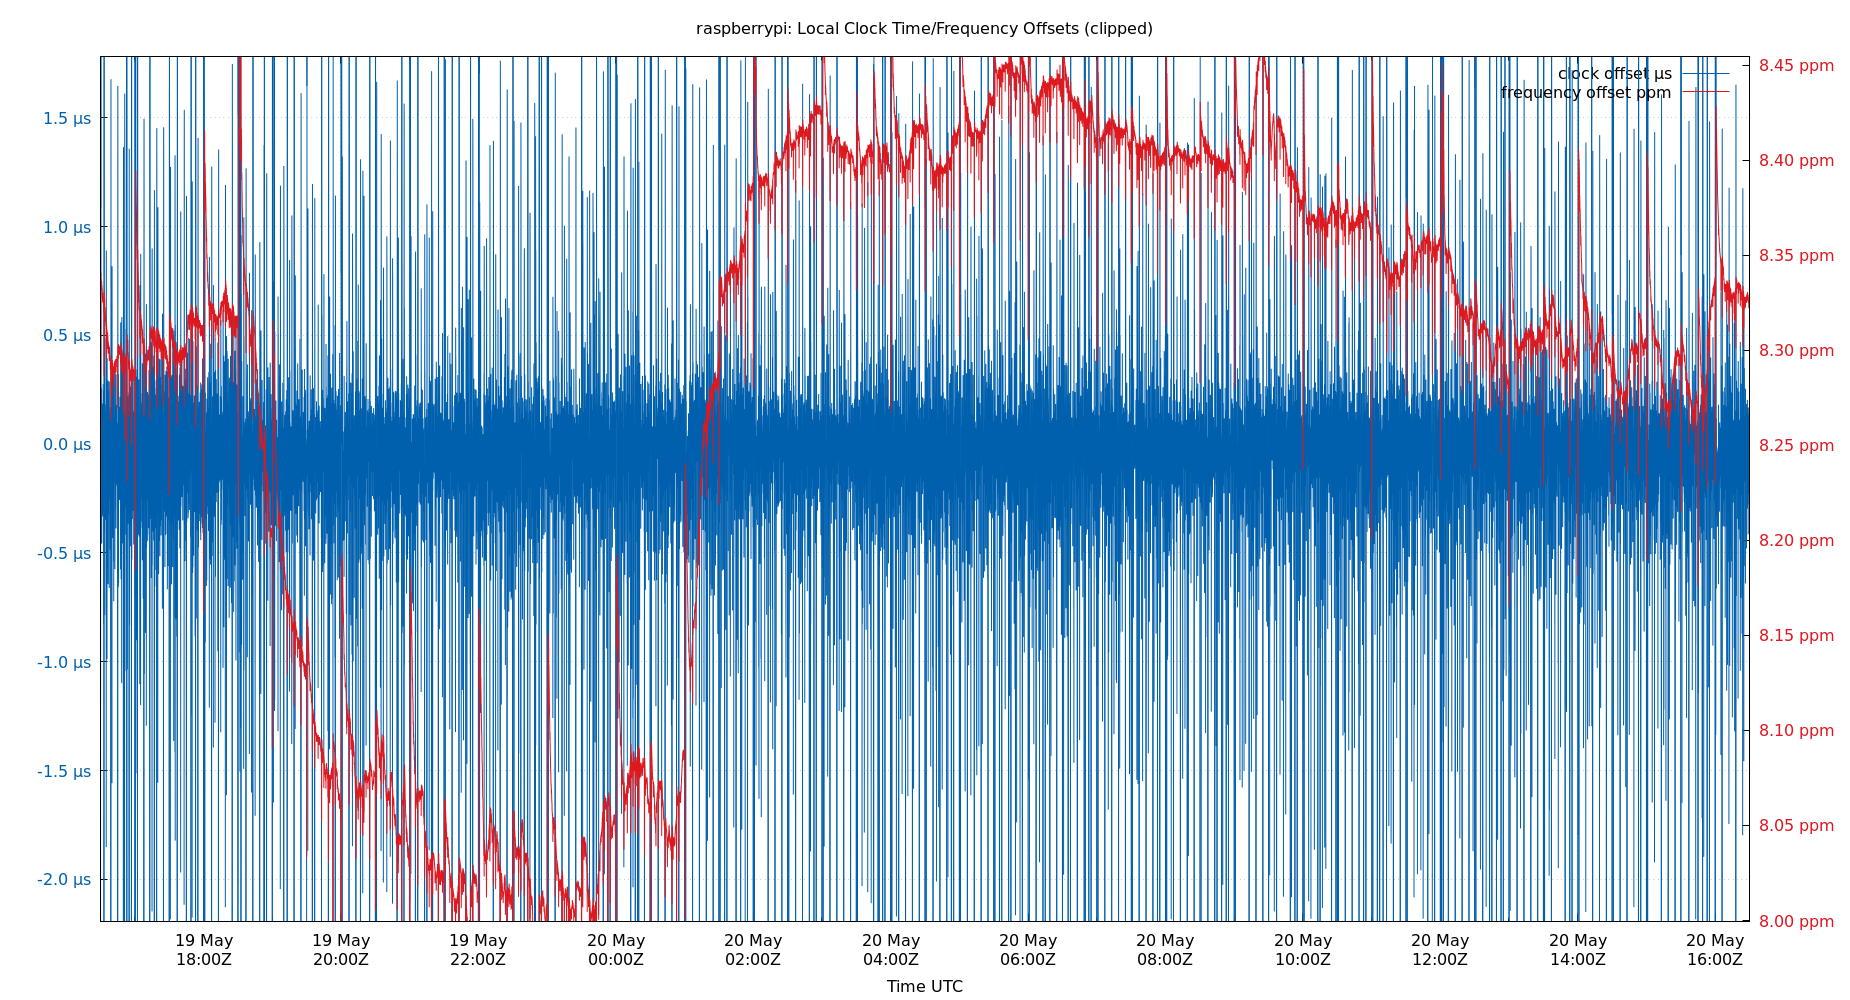 raspberrypi: Local Clock Time/Frequency Offsets (clipped)
clock offset µs
frequency offset ppm
1.5 µs
1.0 µs
0.5 µs
0.0 µs
-0.5 µs
-1.0 µs
-1.5 µs
-2.0 µs
8.45 ppm
8.40 ppm
8.35 ppm
8.30 ppm
8.25 ppm
8.20 ppm
8.15 ppm
8.10 ppm
8.05 ppm
8.00 ppm
19 May 19 May 19 May 20 May 20 May 20 May 20 May 20 May 20 May 20 May 20 May 20 May
18:00Z 20:00Z 22:00Z 00:00Z 02:00Z 04:00Z 06:00Z 08:00Z 10:00Z 12:00Z 14:00Z 16:00Z
Time UTC